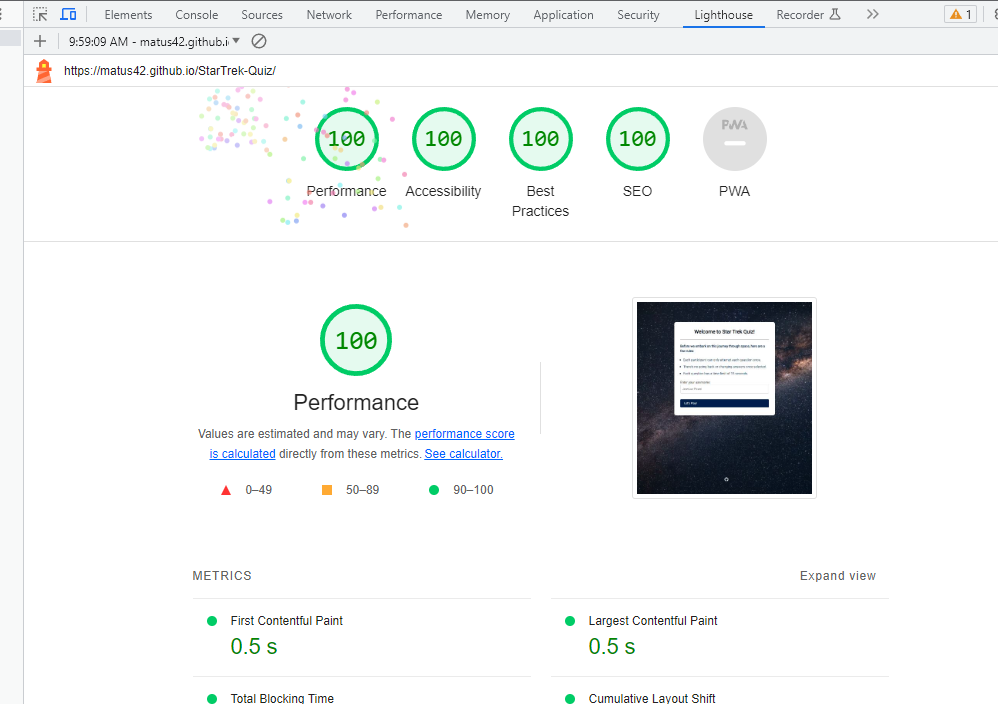 Elements Console Sources Network Performance Memory Application Security Lighthouse Recorder 1
9:59:09 AM - matus42.github.i
https://matus42.github.io/StarTrek-Quiz/
100 100 100 100 PWA
Performance Accessibility Best Practices SEO PWA
100
Performance
Values are estimated and may vary. The performance score
is calculated directly from these metrics. See calculator.
0–49 50–89 90–100
Welcome to Star Trek Quiz!
METRICS Expand view
First Contentful Paint Largest Contentful Paint
0.5 s 0.5 s
Total Blocking Time Cumulative Layout Shift